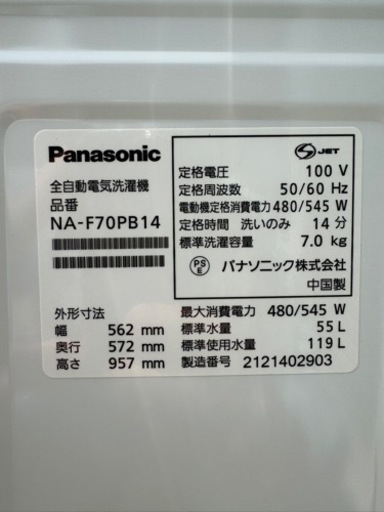 Panasonic
全自動電気洗濯機
品番
NA-F70PB14
外形寸法
幅 562 mm
奥行 572 mm
高さ 957 mm
S JET
定格電圧 100 V
定格周波数 50/60 Hz
電動機定格消費電力 480/545 W
定格時間 洗いのみ 14 分
標準洗濯容量 7.0 kg
PSE パナソニック株式会社
中国製
最大消費電力 480/545 W
標準水量 55 L
標準使用水量 119 L
製造番号 2121402903